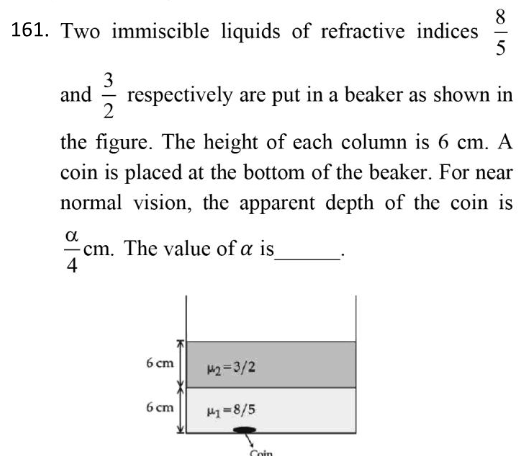 161. Two immiscible liquids of refractive indices 8/5
and 3/2 respectively are put in a beaker as shown in
the figure. The height of each column is 6 cm. A
coin is placed at the bottom of the beaker. For near
normal vision, the apparent depth of the coin is
α/4 cm. The value of α is______.
6 cm μ2=3/2
6 cm μ1=8/5
Coin